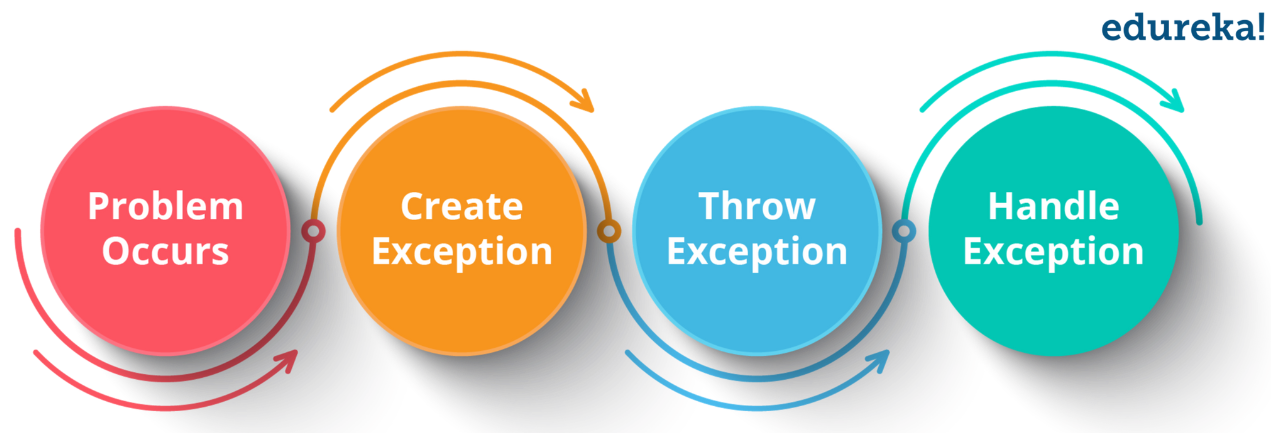 edureka!
Problem
Occurs
Create
Exception
Throw
Exception
Handle
Exception